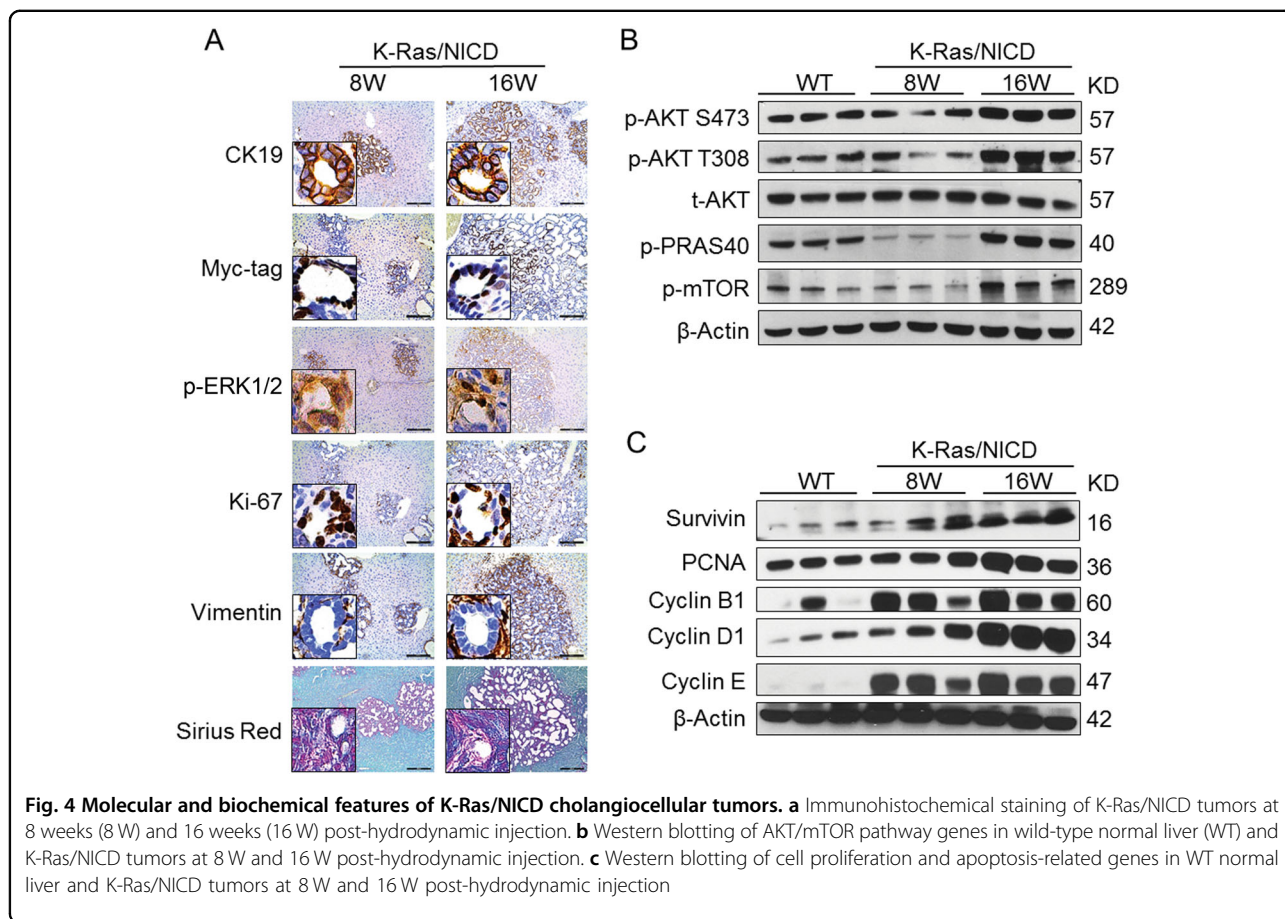 A
K-Ras/NICD
8W 16W
CK19
Myc-tag
p-ERK1/2
Ki-67
Vimentin
Sirius Red
B
K-Ras/NICD
WT 8W 16W KD
p-AKT S473 57
p-AKT T308 57
t-AKT 57
p-PRAS40 40
p-mTOR 289
β-Actin 42
C
K-Ras/NICD
WT 8W 16W KD
Survivin 16
PCNA 36
Cyclin B1 60
Cyclin D1 34
Cyclin E 47
β-Actin 42
Fig. 4 Molecular and biochemical features of K-Ras/NICD cholangiocellular tumors. a Immunohistochemical staining of K-Ras/NICD tumors at
8 weeks (8 W) and 16 weeks (16 W) post-hydrodynamic injection. b Western blotting of AKT/mTOR pathway genes in wild-type normal liver (WT) and
K-Ras/NICD tumors at 8 W and 16 W post-hydrodynamic injection. c Western blotting of cell proliferation and apoptosis-related genes in WT normal
liver and K-Ras/NICD tumors at 8 W and 16 W post-hydrodynamic injection